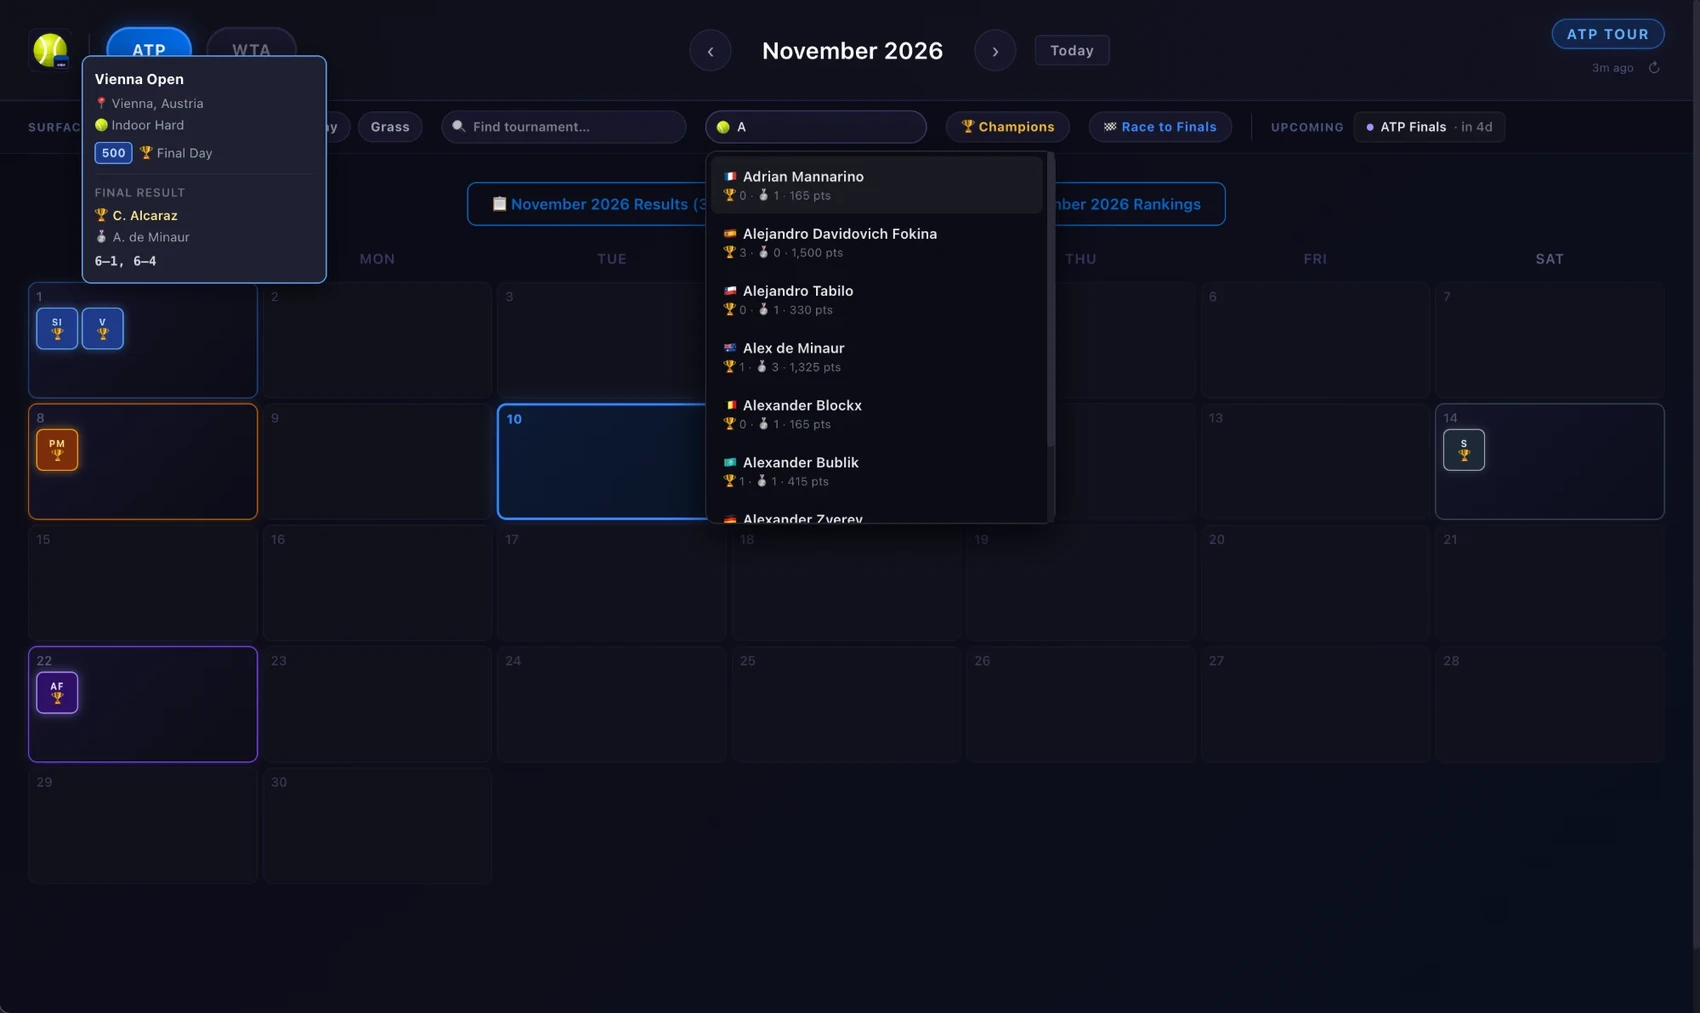 ATP
WTA
‹
November 2026
›
Today
ATP TOUR
3m ago
Vienna Open
Vienna, Austria
Indoor Hard
500 Final Day
FINAL RESULT
C. Alcaraz
A. de Minaur
6–1, 6–4
SURFAC
ay
Grass
Find tournament...
A
Champions
Race to Finals
UPCOMING
ATP Finals · in 4d
Adrian Mannarino
0 · 1 · 165 pts
Alejandro Davidovich Fokina
3 · 0 · 1,500 pts
Alejandro Tabilo
0 · 1 · 330 pts
Alex de Minaur
1 · 3 · 1,325 pts
Alexander Blockx
0 · 1 · 165 pts
Alexander Bublik
1 · 1 · 415 pts
Alexander Zverev
November 2026 Results (3
mber 2026 Rankings
MON
TUE
THU
FRI
SAT
1
SI
V
2
3
6
7
8
PM
9
10
13
14
S
15
16
17
18
19
20
21
22
AF
23
24
25
26
27
28
29
30